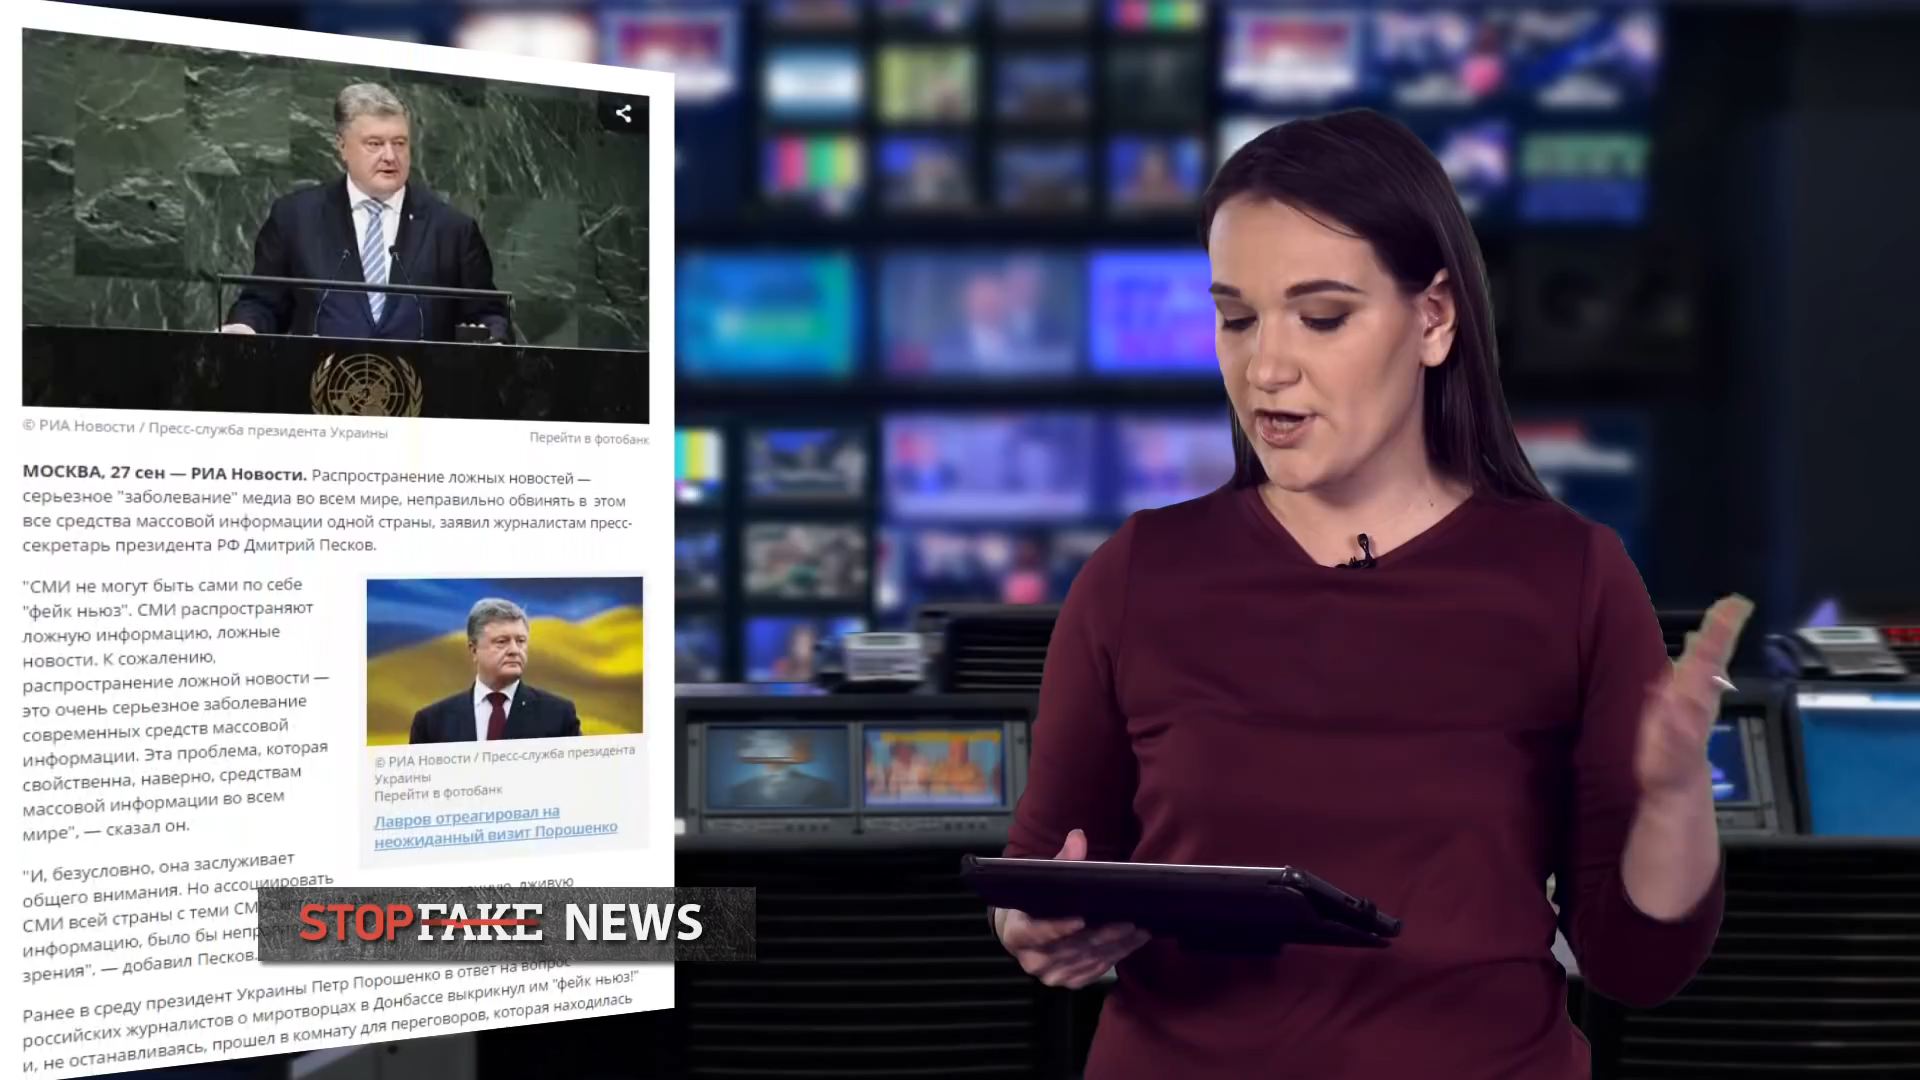 © РИА Новости / Пресс-служба президента Украины
Перейти в фотобанк
МОСКВА, 27 сен — РИА Новости. Распространение ложных новостей —
серьезное "заболевание" медиа во всем мире, неправильно обвинять в этом
все средства массовой информации одной страны, заявил журналистам пресс-
секретарь президента РФ Дмитрий Песков.
"СМИ не могут быть сами по себе
"фейк ньюз". СМИ распространяют
ложную информацию, ложные
новости. К сожалению,
распространение ложной новости —
это очень серьезное заболевание
современных средств массовой
информации. Эта проблема, которая
свойственна, наверно, средствам
массовой информации во всем
мире", — сказал он.
© РИА Новости / Пресс-служба президента
Украины
Перейти в фотобанк
Лавров отреагировал на
неожиданный визит Порошенко
"И, безусловно, она заслуживает
общего внимания. Но ассоциировать
СМИ всей страны с теми лживую
информацию, было бы
зрения", — добавил Песков.
Ранее в среду президент Украины Петр Порошенко в ответ на вопрос
российских журналистов о миротворцах в Донбассе выкрикнул им "фейк ньюз!"
и, не останавливаясь, прошел в комнату для переговоров, которая находилась
STOPFAKE NEWS